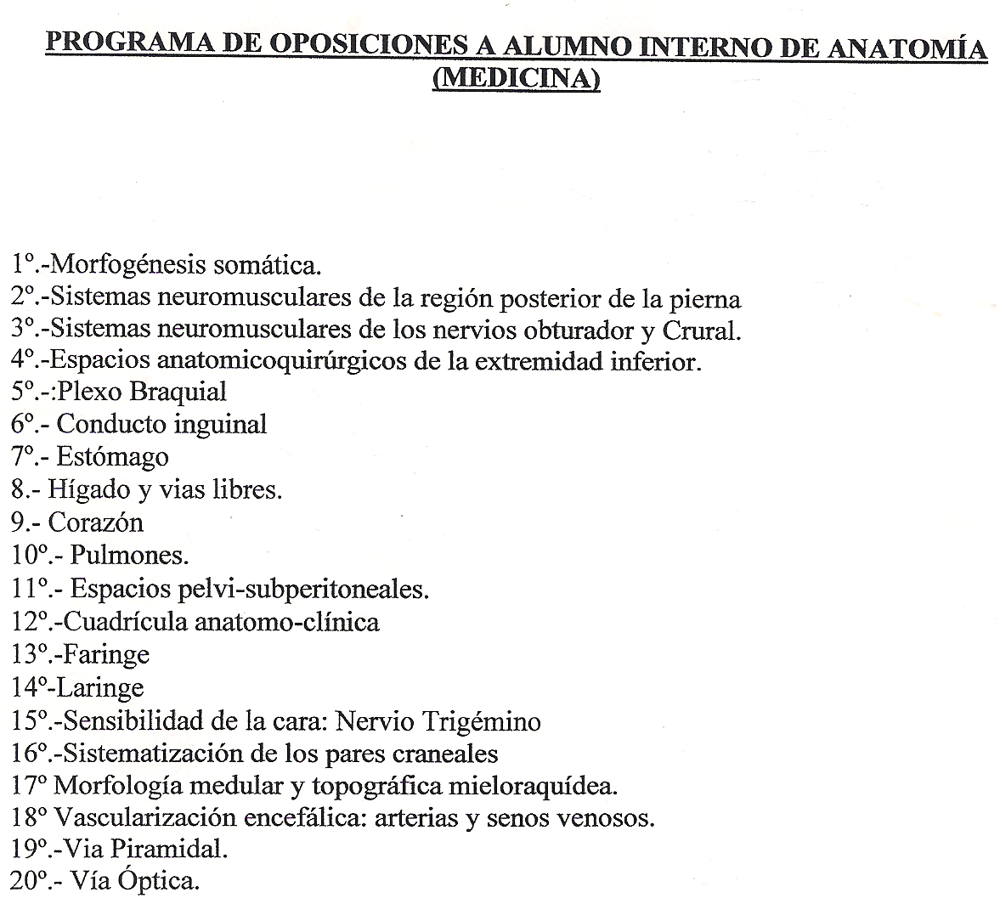 PROGRAMA DE OPOSICIONES A ALUMNO INTERNO DE ANATOMÍA
(MEDICINA)
1º.-Morfogénesis somática.
2º.-Sistemas neuromusculares de la región posterior de la pierna
3º.-Sistemas neuromusculares de los nervios obturador y Crural.
4º.-Espacios anatomicoquirúrgicos de la extremidad inferior.
5º.-:Plexo Braquial
6º.- Conducto inguinal
7º.- Estómago
8.- Hígado y vias libres.
9.- Corazón
10º.- Pulmones.
11º.- Espacios pelvi-subperitoneales.
12º.-Cuadrícula anatomo-clínica
13º.-Faringe
14º-Laringe
15º.-Sensibilidad de la cara: Nervio Trigémino
16º.-Sistematización de los pares craneales
17º Morfología medular y topográfica mieloraquídea.
18º Vascularización encefálica: arterias y senos venosos.
19º.-Via Piramidal.
20º.- Vía Óptica.